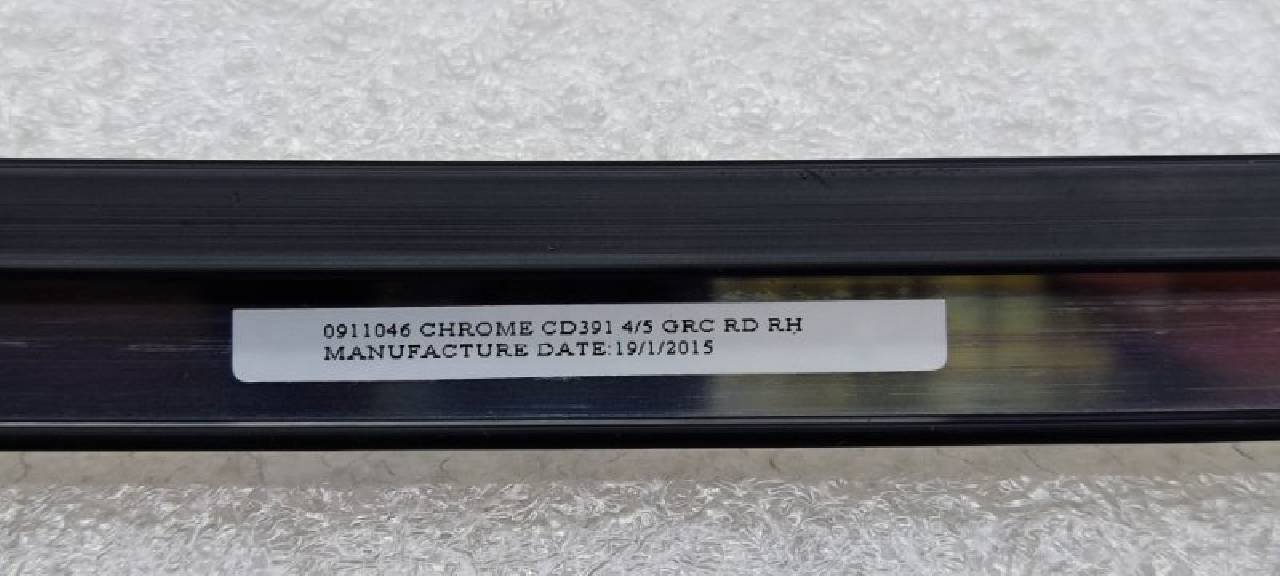 0911046 CHROME CD391 4/5 GRC RD RH
MANUFACTURE DATE:19/1/2015